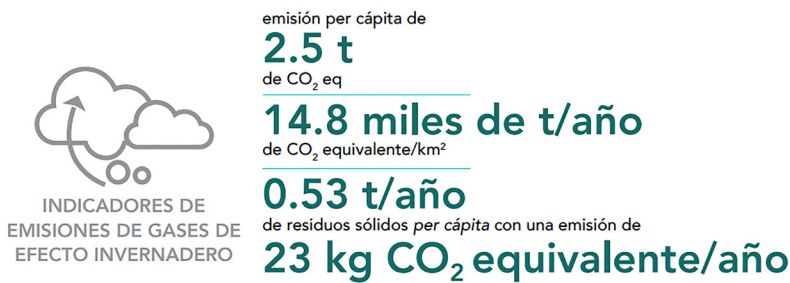 emisión per cápita de
2.5 t
de CO₂ eq
14.8 miles de t/año
de CO₂ equivalente/km²
0.53 t/año
de residuos sólidos per cápita con una emisión de
23 kg CO₂ equivalente/año
INDICADORES DE
EMISIONES DE GASES DE
EFECTO INVERNADERO